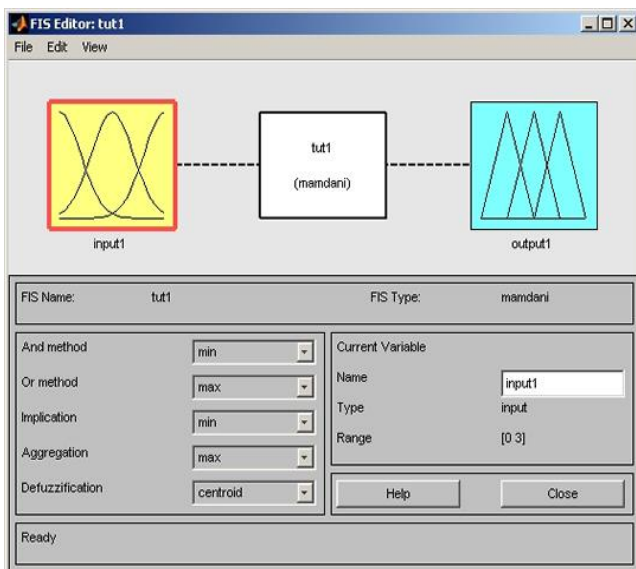 FIS Editor: tut1
File Edit View
tut1
(mamdani)
input1
output1
FIS Name: tut1 FIS Type: mamdani
And method min
Or method max
Implication min
Aggregation max
Defuzzification centroid
Current Variable
Name input1
Type input
Range [0 3]
Help Close
Ready